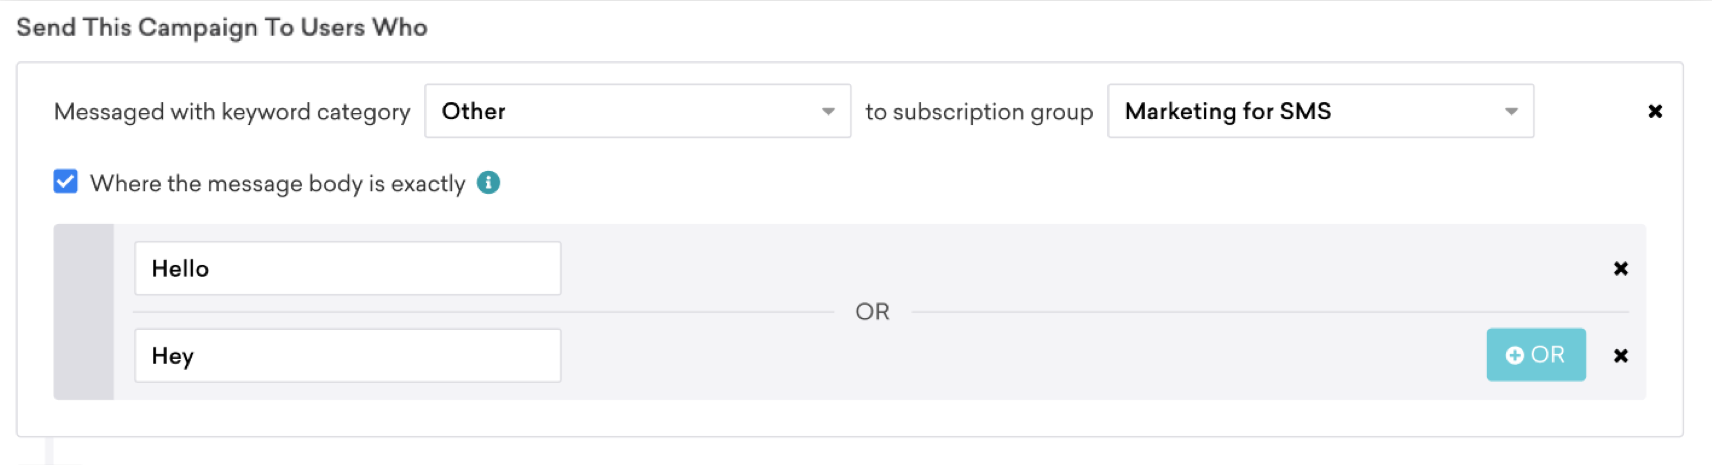 Send This Campaign To Users Who
Messaged with keyword category Other to subscription group Marketing for SMS
Where the message body is exactly
Hello
OR
Hey OR